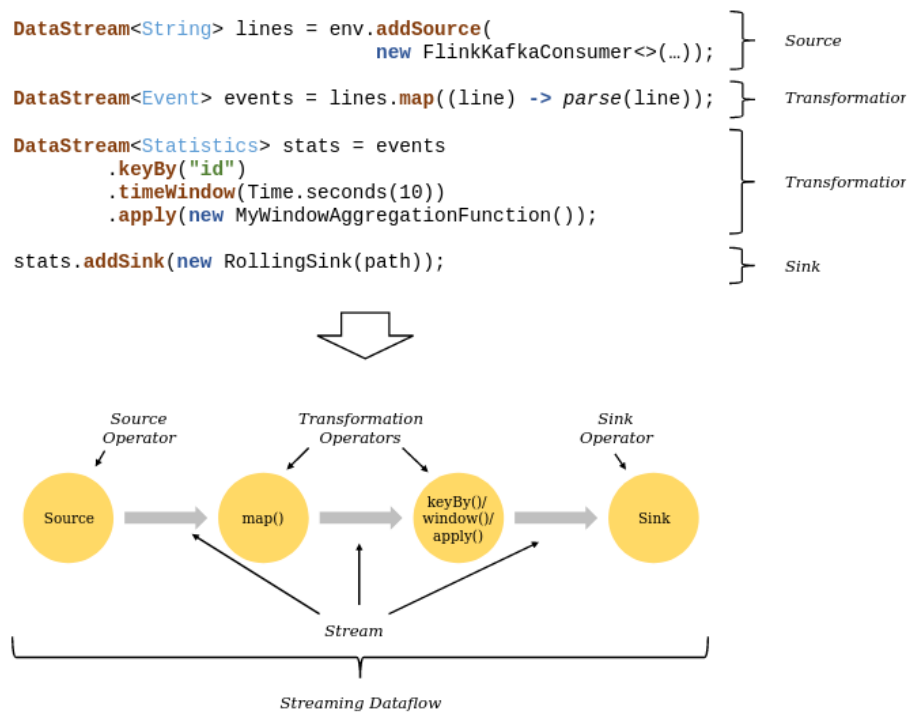 DataStream<String> lines = env.addSource(
new FlinkKafkaConsumer<>(…));
Source
DataStream<Event> events = lines.map((line) -> parse(line));
Transformation
DataStream<Statistics> stats = events
.keyBy("id")
.timeWindow(Time.seconds(10))
.apply(new MyWindowAggregationFunction());
Transformation
stats.addSink(new RollingSink(path));
Sink
Source
Operator
Transformation
Operators
Sink
Operator
Source
map()
keyBy()/
window()/
apply()
Sink
Stream
Streaming Dataflow